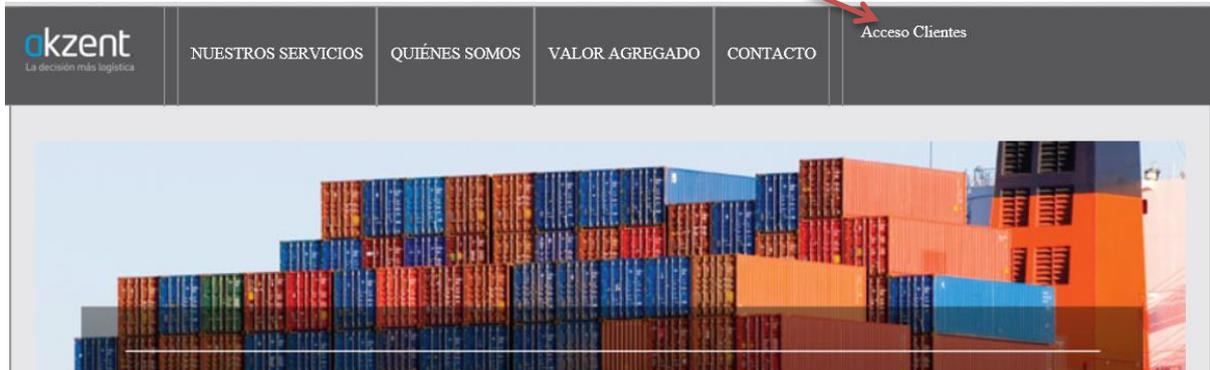 akzent
La decisión más logística
NUESTROS SERVICIOS
QUIÉNES SOMOS
VALOR AGREGADO
CONTACTO
Acceso Clientes